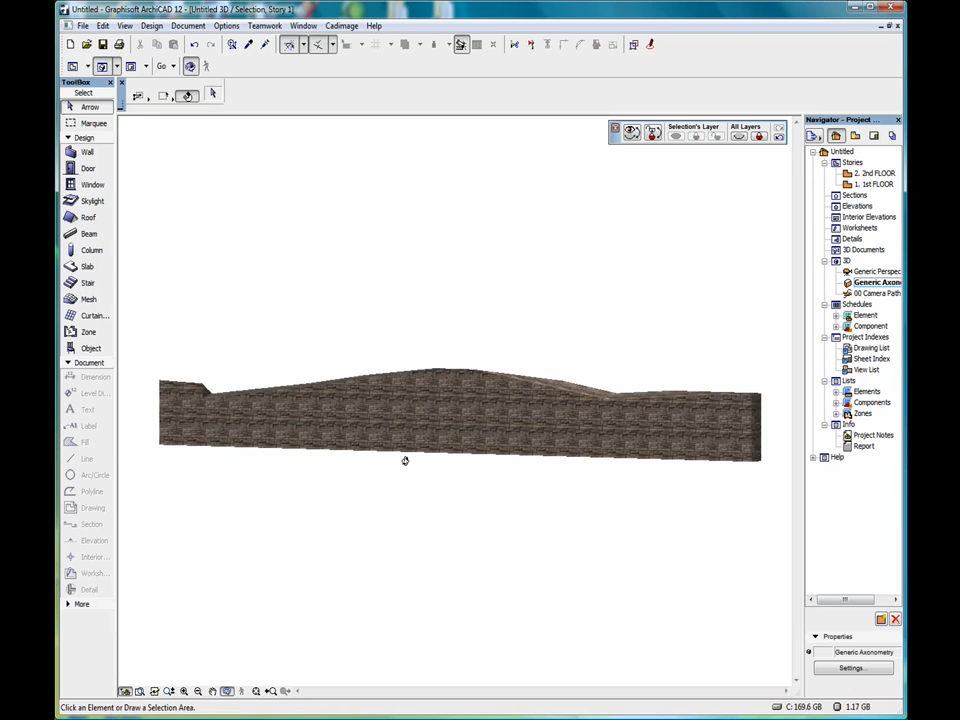 Untitled - Graphisoft ArchiCAD 12 - [Untitled 3D / Selection, Story 1]
File Edit View Design Document Options Teamwork Window Cadimage Help
Go
ToolBox
Select
Arrow
Marquee
Design
Wall
Door
Window
Skylight
Roof
Beam
Column
Slab
Stair
Mesh
Curtain...
Zone
Object
Document
Dimension
Level Di...
Text
Label
Fill
Line
Arc/Circle
Polyline
Drawing
Section
Elevation
Interior...
Worksh...
Detail
More
Selection's Layer All Layers
Navigator - Project ...
Untitled
Stories
2. 2nd FLOOR
1. 1st FLOOR
Sections
Elevations
Interior Elevations
Worksheets
Details
3D Documents
3D
Generic Perspec
Generic Axono
00 Camera Path
Schedules
Element
Component
Project Indexes
Drawing List
Sheet Index
View List
Lists
Elements
Components
Zones
Info
Project Notes
Report
Help
Properties
Generic Axonometry
Settings...
Click an Element or Draw a Selection Area.
C: 169.6 GB 1.17 GB